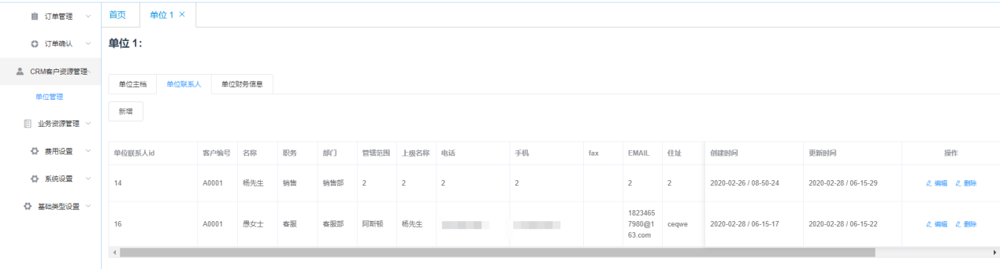 订单管理
订单确认
CRM客户资源管理
单位管理
业务资源管理
费用设置
系统设置
基础类型设置
首页 单位 1 ×
单位 1:
单位主档 单位联系人 单位财务信息
新增
单位联系人id 客户编号 名称 职务 部门 管辖范围 上级名称 电话 手机 fax EMAIL 住址 创建时间 更新时间 操作
14 A0001 杨先生 销售 销售部 2 2 2 2 2 2 2020-02-26 / 08-50-24 2020-02-28 / 06-15-29 编辑 删除
16 A0001 愚女士 客服 客服部 阿斯顿 杨先生 1823465
7980@1
63.com ceqwe 2020-02-28 / 06-15-17 2020-02-28 / 06-15-22 编辑 删除